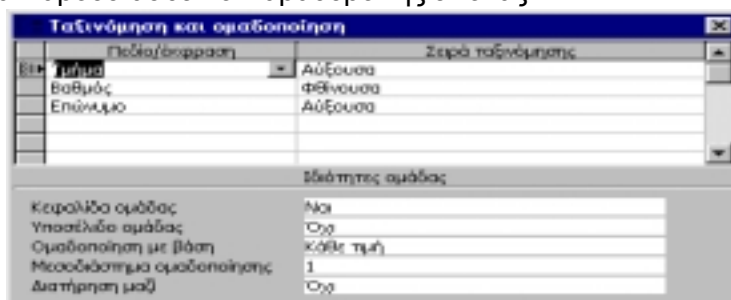 Ταξινόμηση και ομαδοποίηση
Πεδίο/έκφραση Σειρά ταξινόμησης
Τμήμα Αύξουσα
Βαθμός Φθίνουσα
Επώνυμο Αύξουσα
Ιδιότητες ομάδας
Κεφαλίδα ομάδας Ναι
Υποσέλιδο ομάδας Όχι
Ομαδοποίηση με βάση Κάθε τιμή
Μεσοδιάστημα ομαδοποίησης 1
Διατήρηση μαζί Όχι